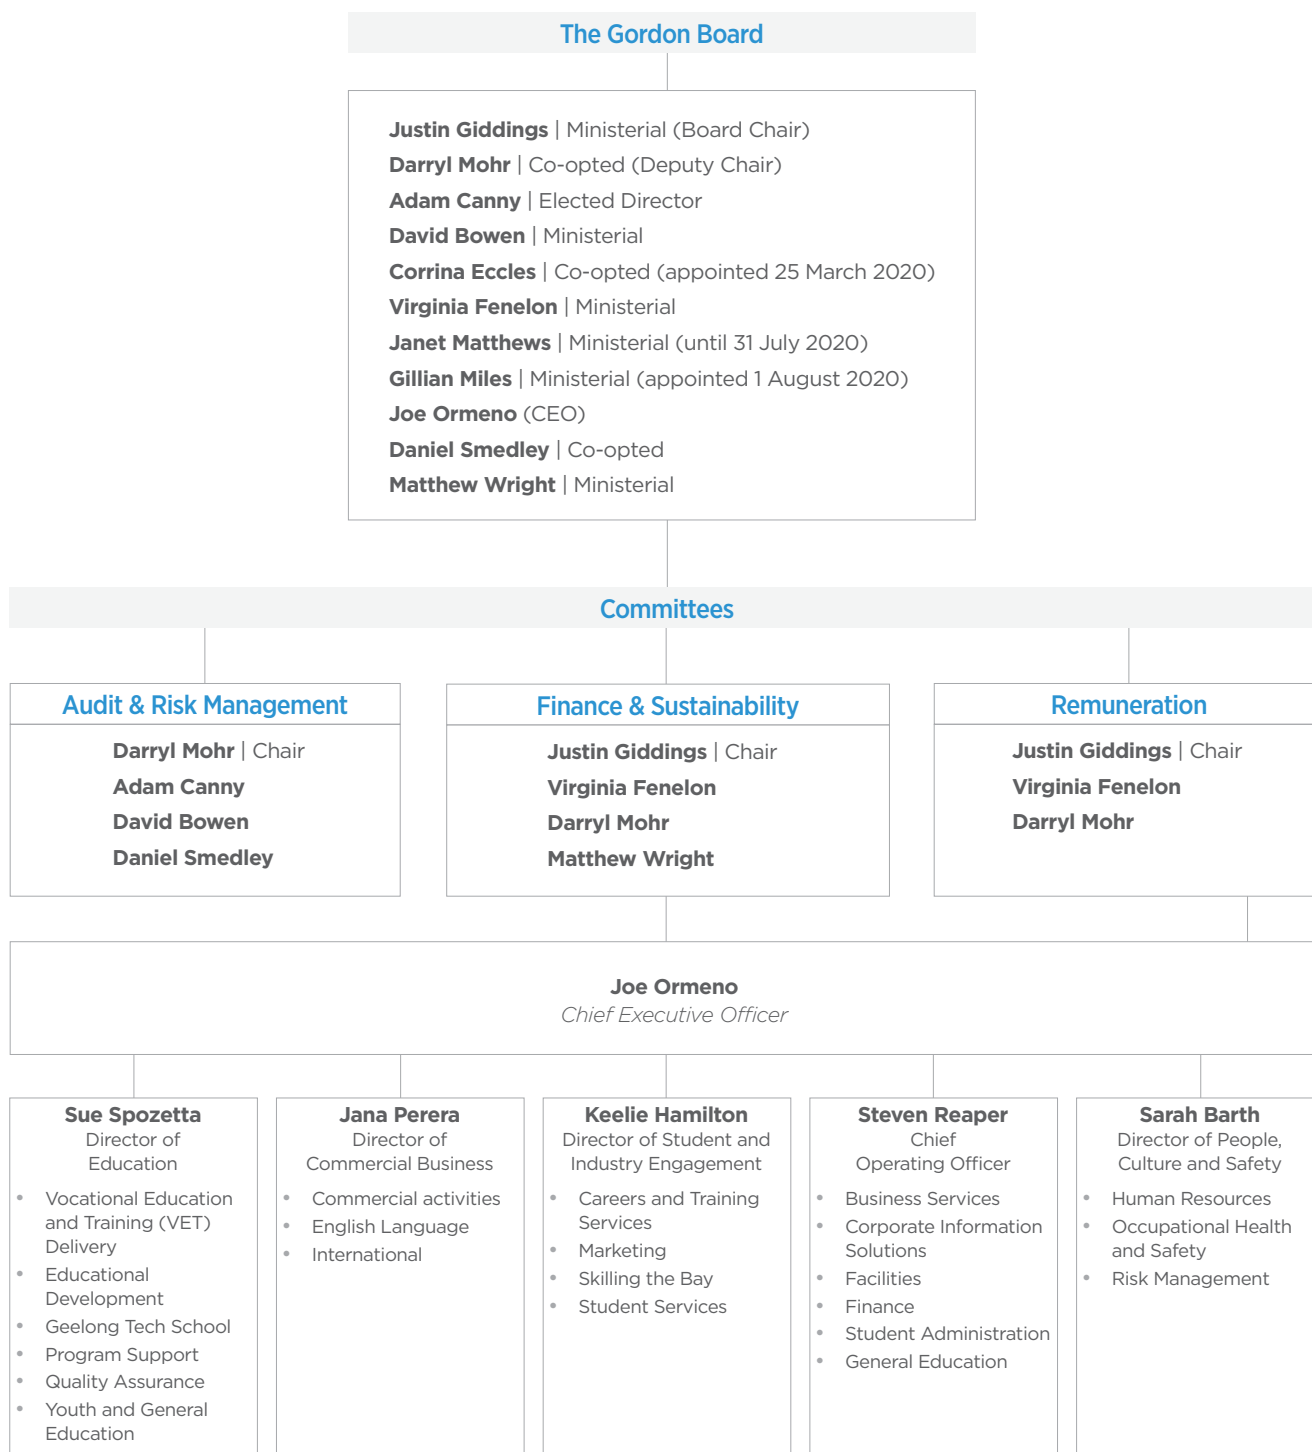 The Gordon Board
Justin Giddings | Ministerial (Board Chair)
Darryl Mohr | Co-opted (Deputy Chair)
Adam Canny | Elected Director
David Bowen | Ministerial
Corrina Eccles | Co-opted (appointed 25 March 2020)
Virginia Fenelon | Ministerial
Janet Matthews | Ministerial (until 31 July 2020)
Gillian Miles | Ministerial (appointed 1 August 2020)
Joe Ormeno (CEO)
Daniel Smedley | Co-opted
Matthew Wright | Ministerial
Committees
Audit & Risk Management
Darryl Mohr | Chair
Adam Canny
David Bowen
Daniel Smedley
Finance & Sustainability
Justin Giddings | Chair
Virginia Fenelon
Darryl Mohr
Matthew Wright
Remuneration
Justin Giddings | Chair
Virginia Fenelon
Darryl Mohr
Joe Ormeno
Chief Executive Officer
Sue Spozetta
Director of
Education
• Vocational Education
and Training (VET)
Delivery
• Educational
Development
• Geelong Tech School
• Program Support
• Quality Assurance
• Youth and General
Education
Jana Perera
Director of
Commercial Business
• Commercial activities
• English Language
• International
Keelie Hamilton
Director of Student and
Industry Engagement
• Careers and Training
Services
• Marketing
• Skilling the Bay
• Student Services
Steven Reaper
Chief
Operating Officer
• Business Services
• Corporate Information
Solutions
• Facilities
• Finance
• Student Administration
• General Education
Sarah Barth
Director of People,
Culture and Safety
• Human Resources
• Occupational Health
and Safety
• Risk Management